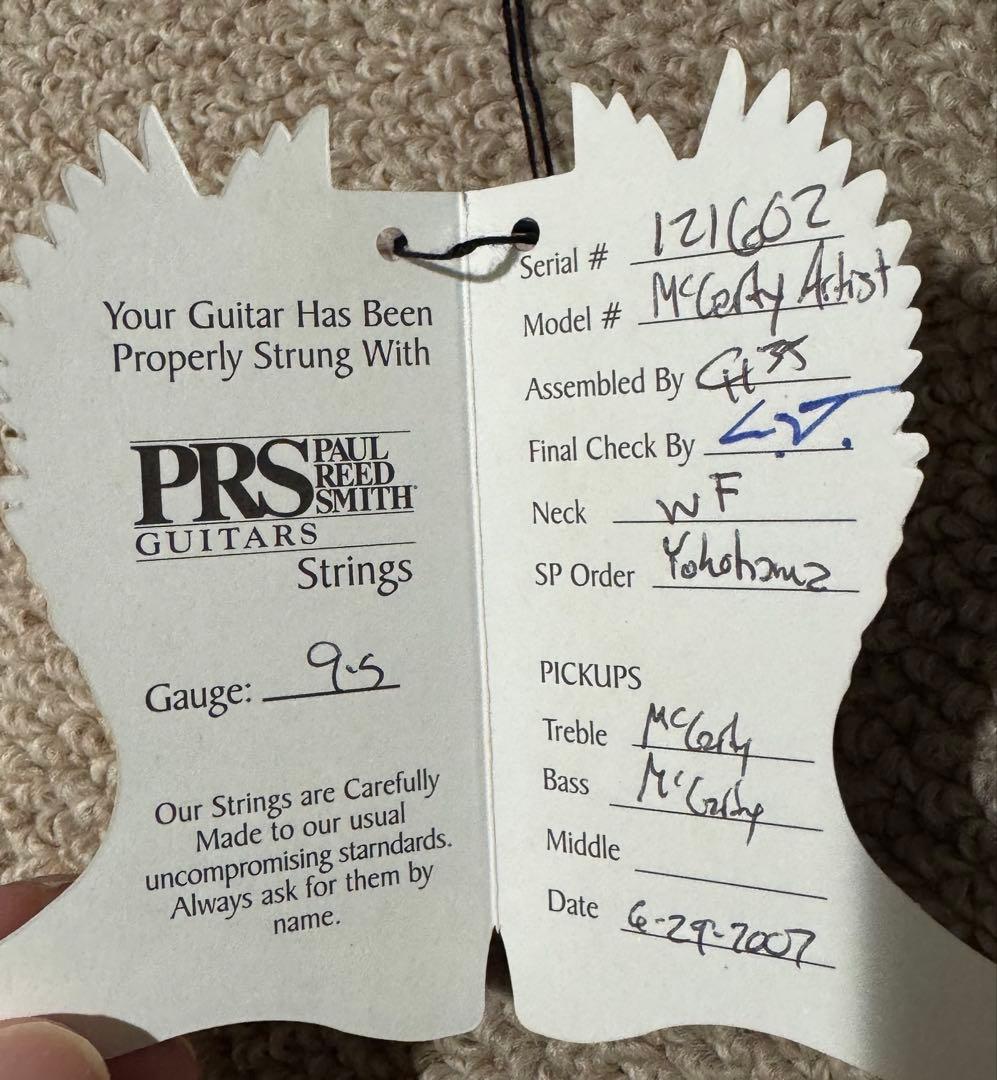 Your Guitar Has Been
Properly Strung With
PRS PAUL
REED
SMITH
GUITARS
Strings
Gauge: 9.5
Our Strings are Carefully
Made to our usual
uncompromising starndards.
Always ask for them by
name.
Serial # 121602
Model # McCarty Artist
Assembled By
Final Check By
Neck WF
SP Order Yokohama
PICKUPS
Treble McCarty
Bass McCarty
Middle
Date 6-29-2007